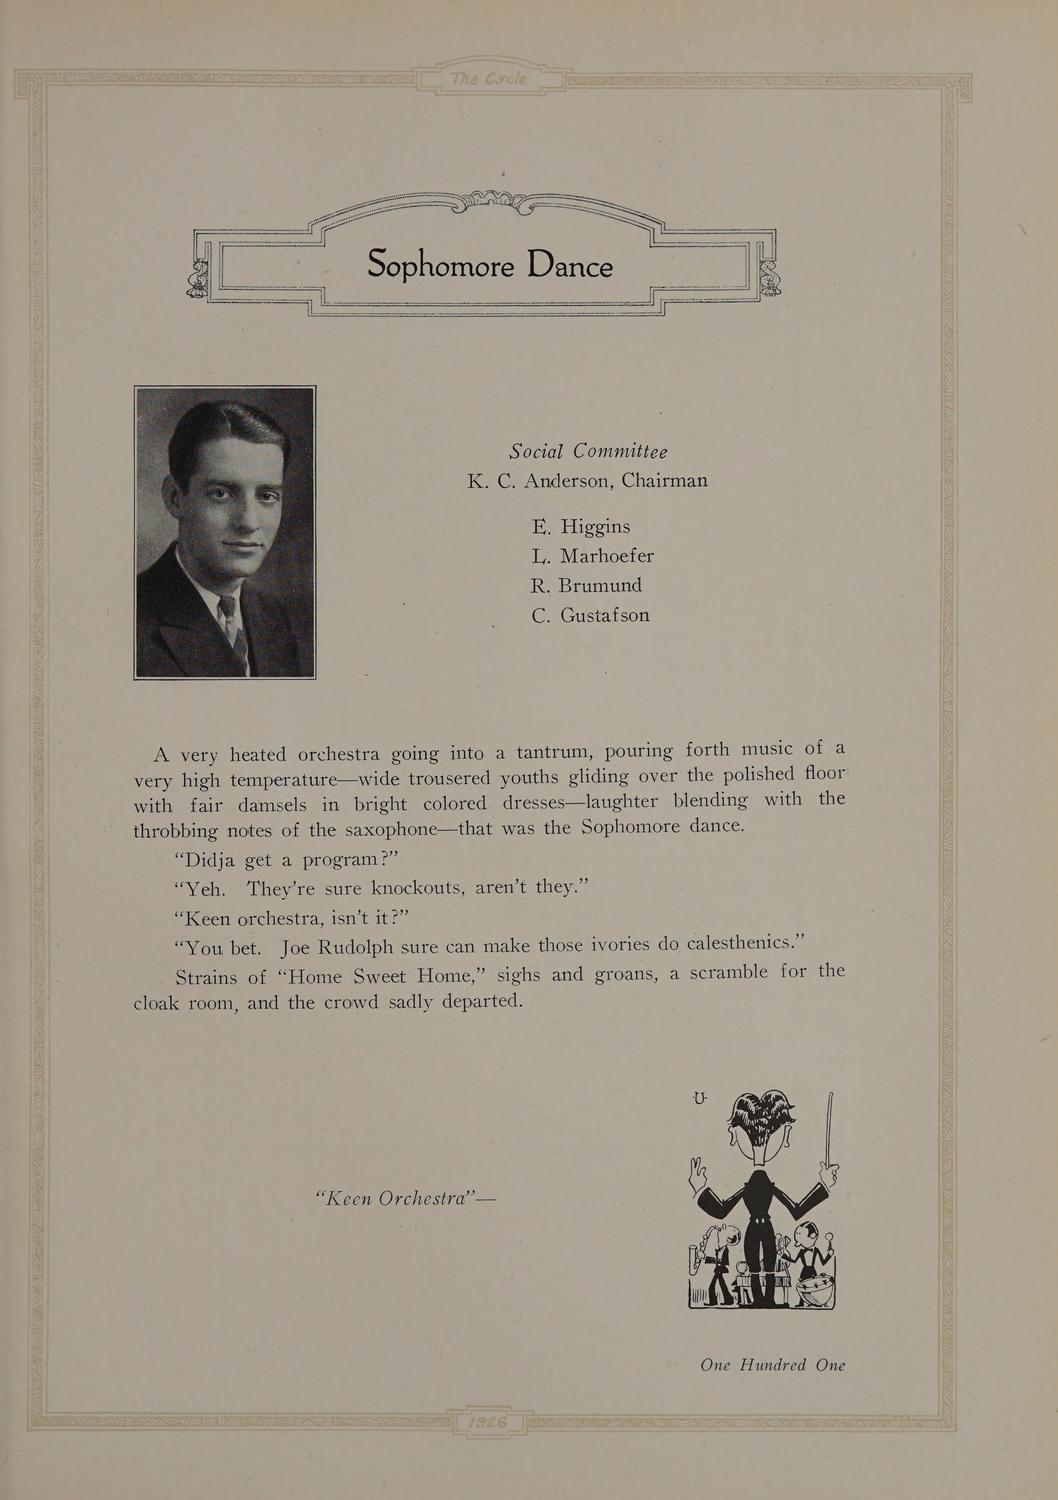 The Cycle
Sophomore Dance
Social Committee
K. C. Anderson, Chairman
E. Higgins
L. Marhoefer
R. Brumund
C. Gustafson
A very heated orchestra going into a tantrum, pouring forth music of a
very high temperature—wide trousered youths gliding over the polished floor
with fair damsels in bright colored dresses—laughter blending with the
throbbing notes of the saxophone—that was the Sophomore dance.
“Didja get a program?”
“Yeh. They’re sure knockouts, aren’t they.”
“Keen orchestra, isn’t it?”
“You bet. Joe Rudolph sure can make those ivories do calesthenics.”
Strains of “Home Sweet Home,” sighs and groans, a scramble for the
cloak room, and the crowd sadly departed.
U
“Keen Orchestra”—
One Hundred One
1926